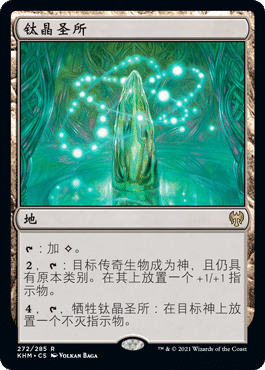 钛晶圣所
地
：加。
2，：目标传奇生物成为神，且仍具
有原本类别。在其上放置一个 +1/+1 指
示物。
4，，牺牲钛晶圣所：在目标神上放
置一个不灭指示物。
272/285 R
KHM • CS VOLKAN BAGA
™ & © 2021 Wizards of the Coast